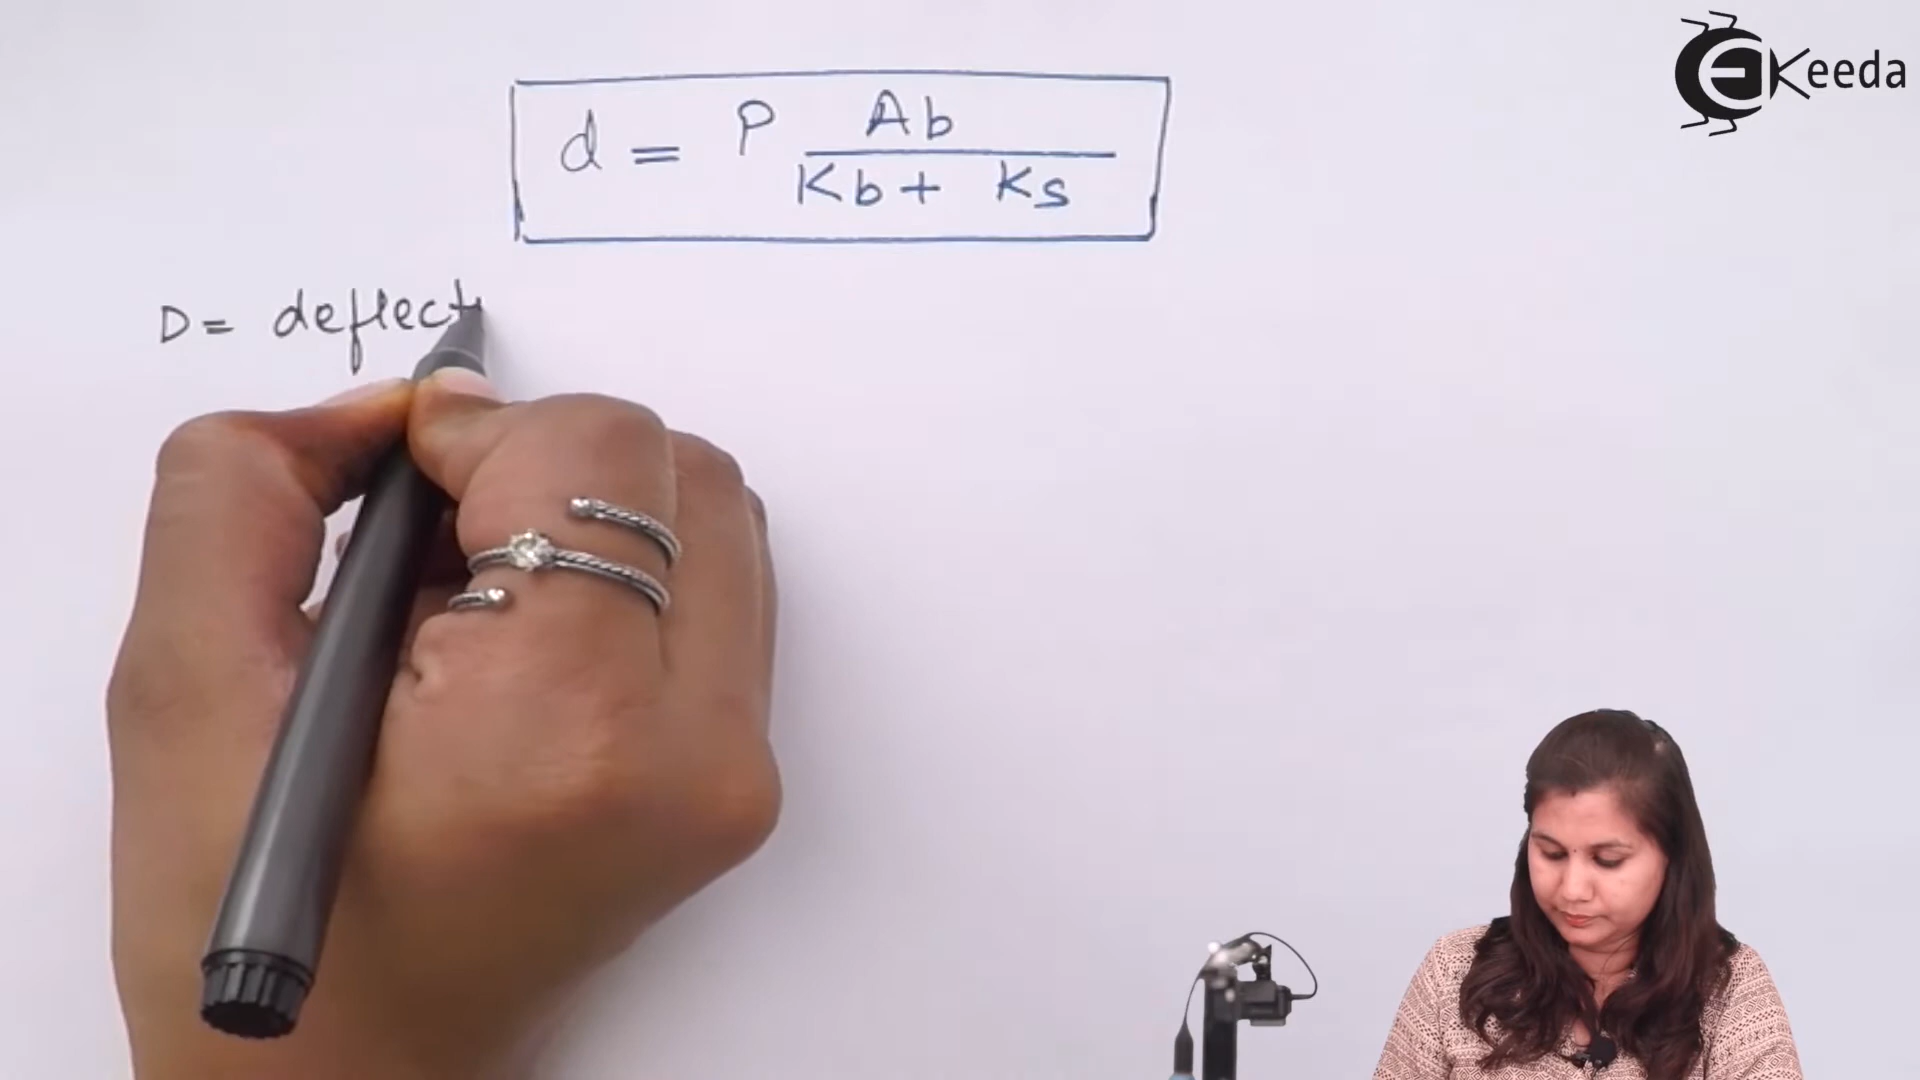 EKeeda
d = P Ab
Kb + Ks
D = deflect